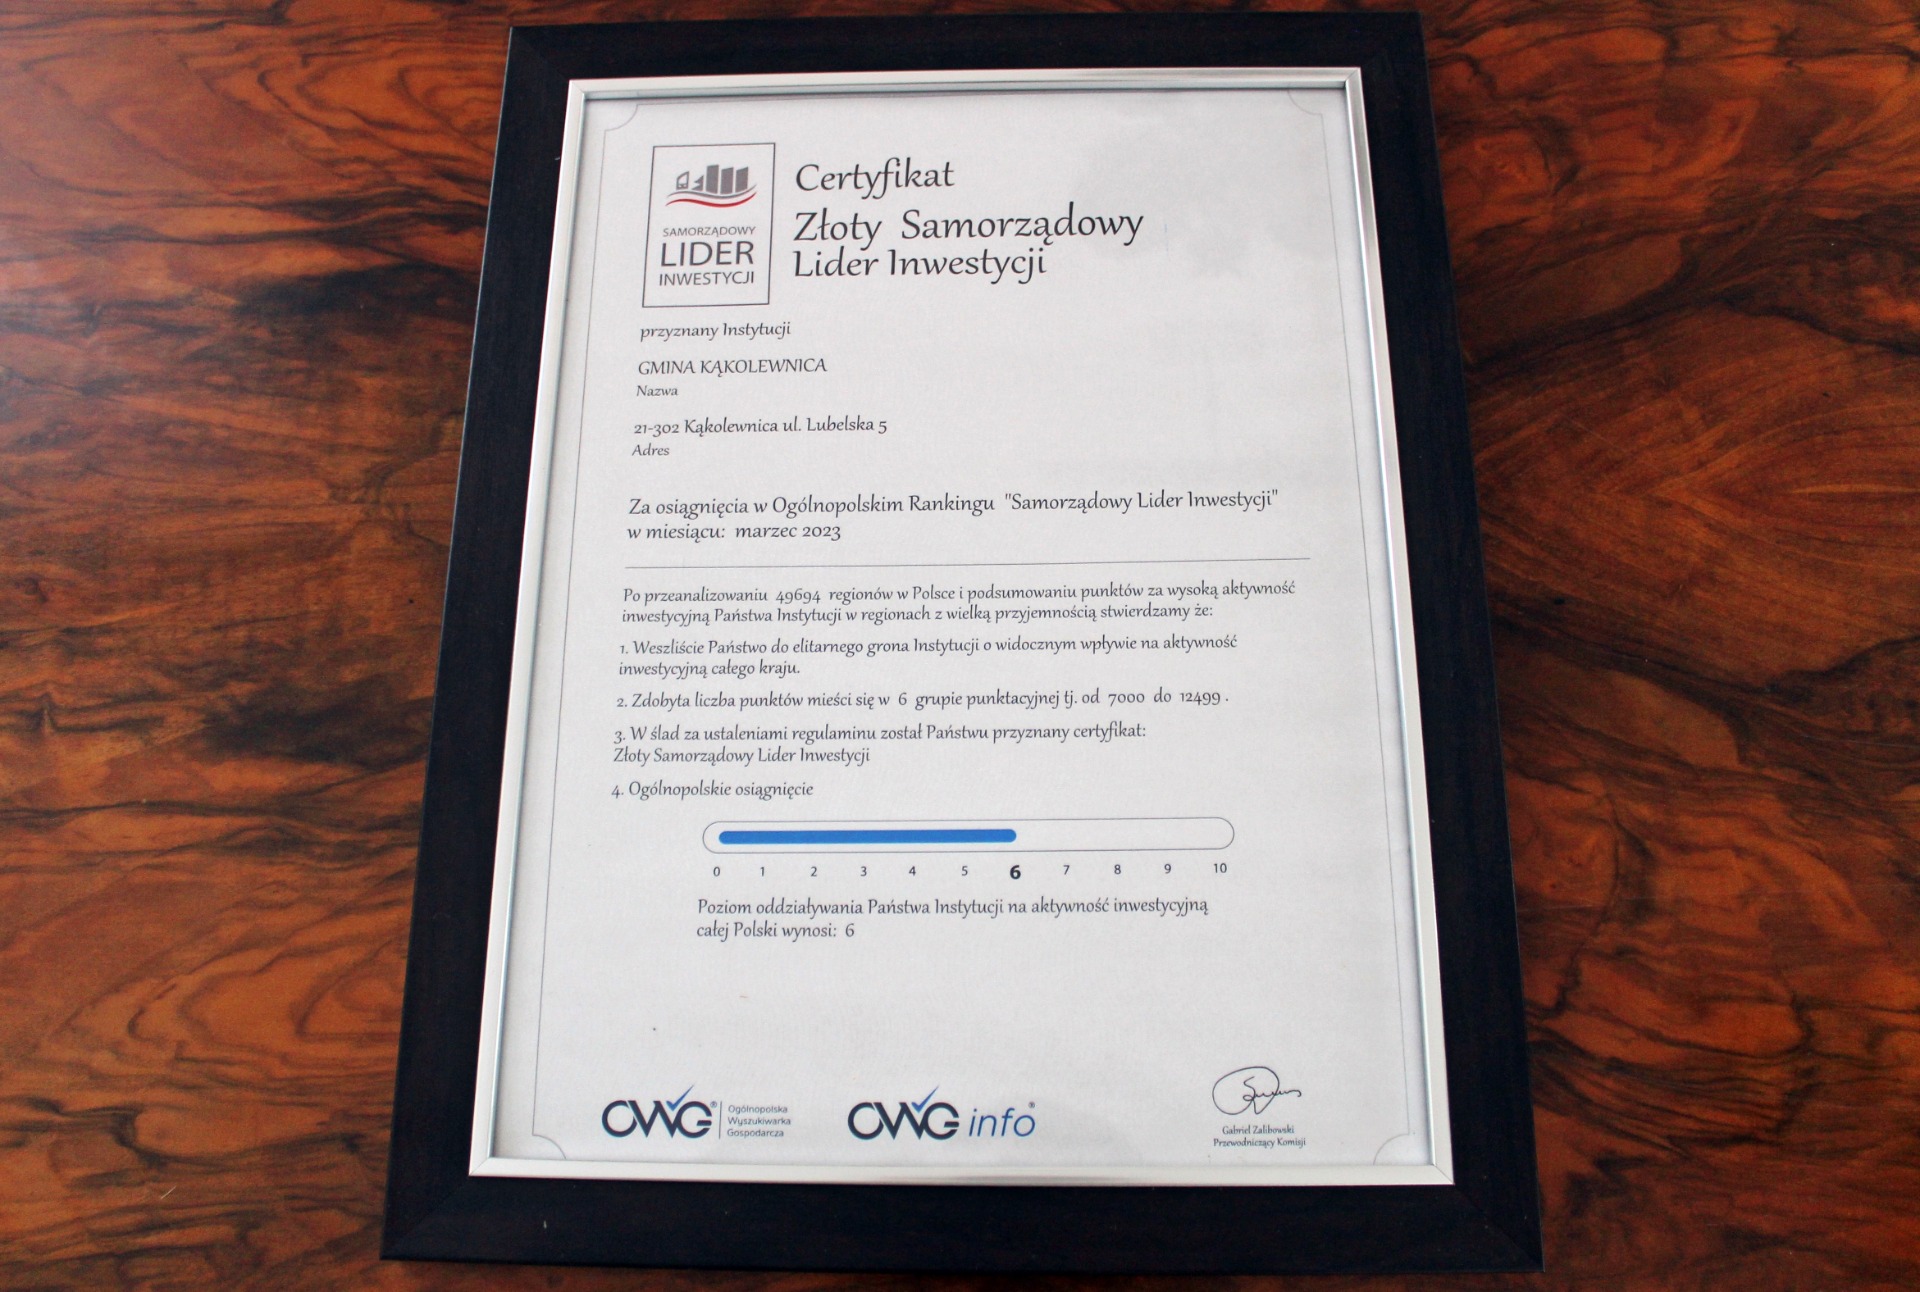 SAMORZĄDOWY
LIDER
INWESTYCJI
Certyfikat
Złoty Samorządowy
Lider Inwestycji
przyznany Instytucji
GMINA KĄKOLEWNICA
Nazwa
21-302 Kąkolewnica ul. Lubelska 5
Adres
Za osiągnięcia w Ogólnopolskim Rankingu "Samorządowy Lider Inwestycji"
w miesiącu: marzec 2023
Po przeanalizowaniu 49694 regionów w Polsce i podsumowaniu punktów za wysoką aktywność
inwestycyjną Państwa Instytucji w regionach z wielką przyjemnością stwierdzamy że:
1. Weszliście Państwo do elitarnego grona Instytucji o widocznym wpływie na aktywność
inwestycyjną całego kraju.
2. Zdobyta liczba punktów mieści się w 6 grupie punktacyjnej tj. od 7000 do 12499 .
3. W ślad za ustaleniami regulaminu został Państwu przyznany certyfikat:
Złoty Samorządowy Lider Inwestycji
4. Ogólnopolskie osiągnięcie
0 1 2 3 4 5 6 7 8 9 10
Poziom oddziaływania Państwa Instytucji na aktywność inwestycyjną
całej Polski wynosi: 6
OWG®
Ogólnopolska
Wyszukiwarka
Gospodarcza
OWG info®
Gabriel Zalibowski
Przewodniczący Komisji